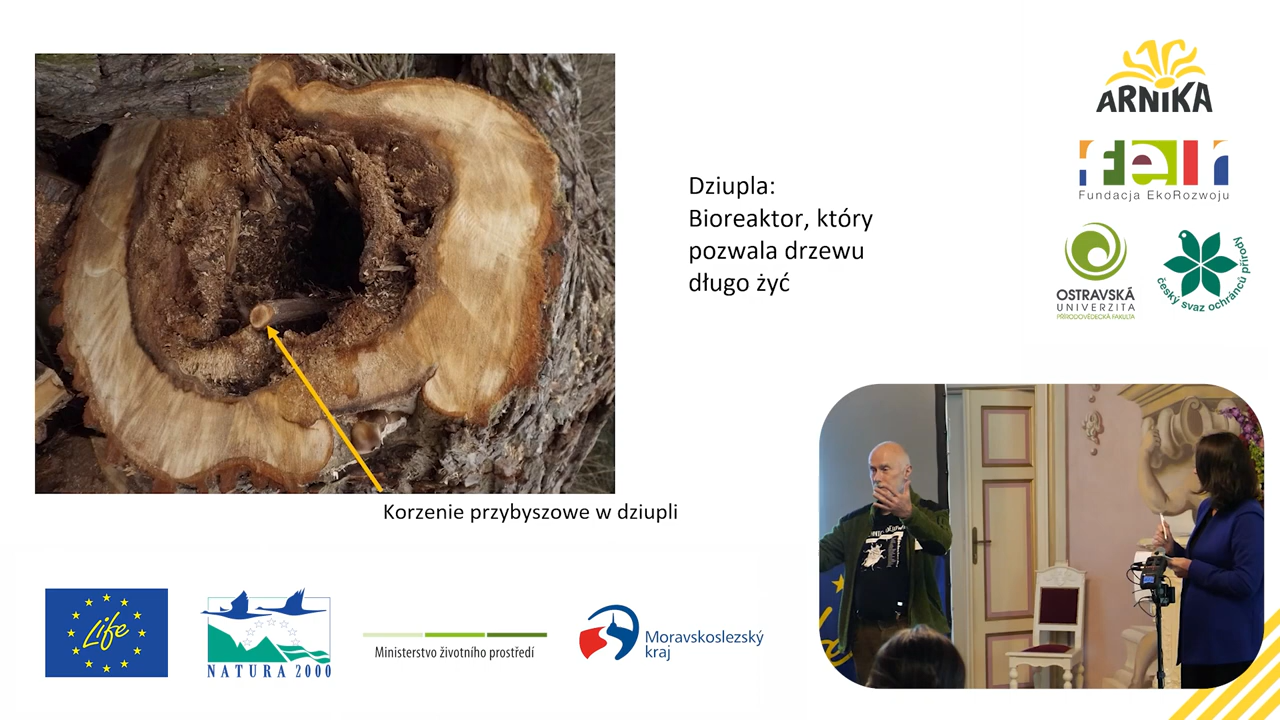 Dziupla:
Bioreaktor, który
pozwala drzewu
długo żyć
Korzenie przybyszowe w dziupli
ARNIKA
feR
Fundacja EkoRozwoju
OSTRAVSKÁ
UNIVERZITA
PŘÍRODOVĚDECKÁ FAKULTA
český svaz ochránců přírody
Life
NATURA 2000
Ministerstvo životního prostředí
Moravskoslezský
kraj